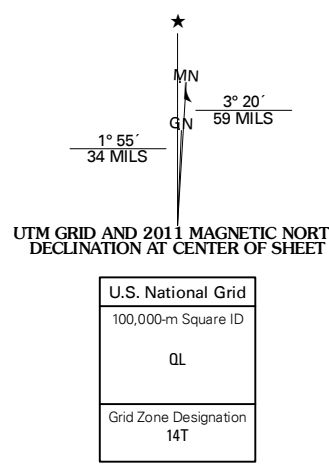 ★
MN
3° 20´
59 MILS
GN
1° 55´
34 MILS
UTM GRID AND 2011 MAGNETIC NORT
DECLINATION AT CENTER OF SHEET
U.S. National Grid
100,000-m Square ID
QL
Grid Zone Designation
14T